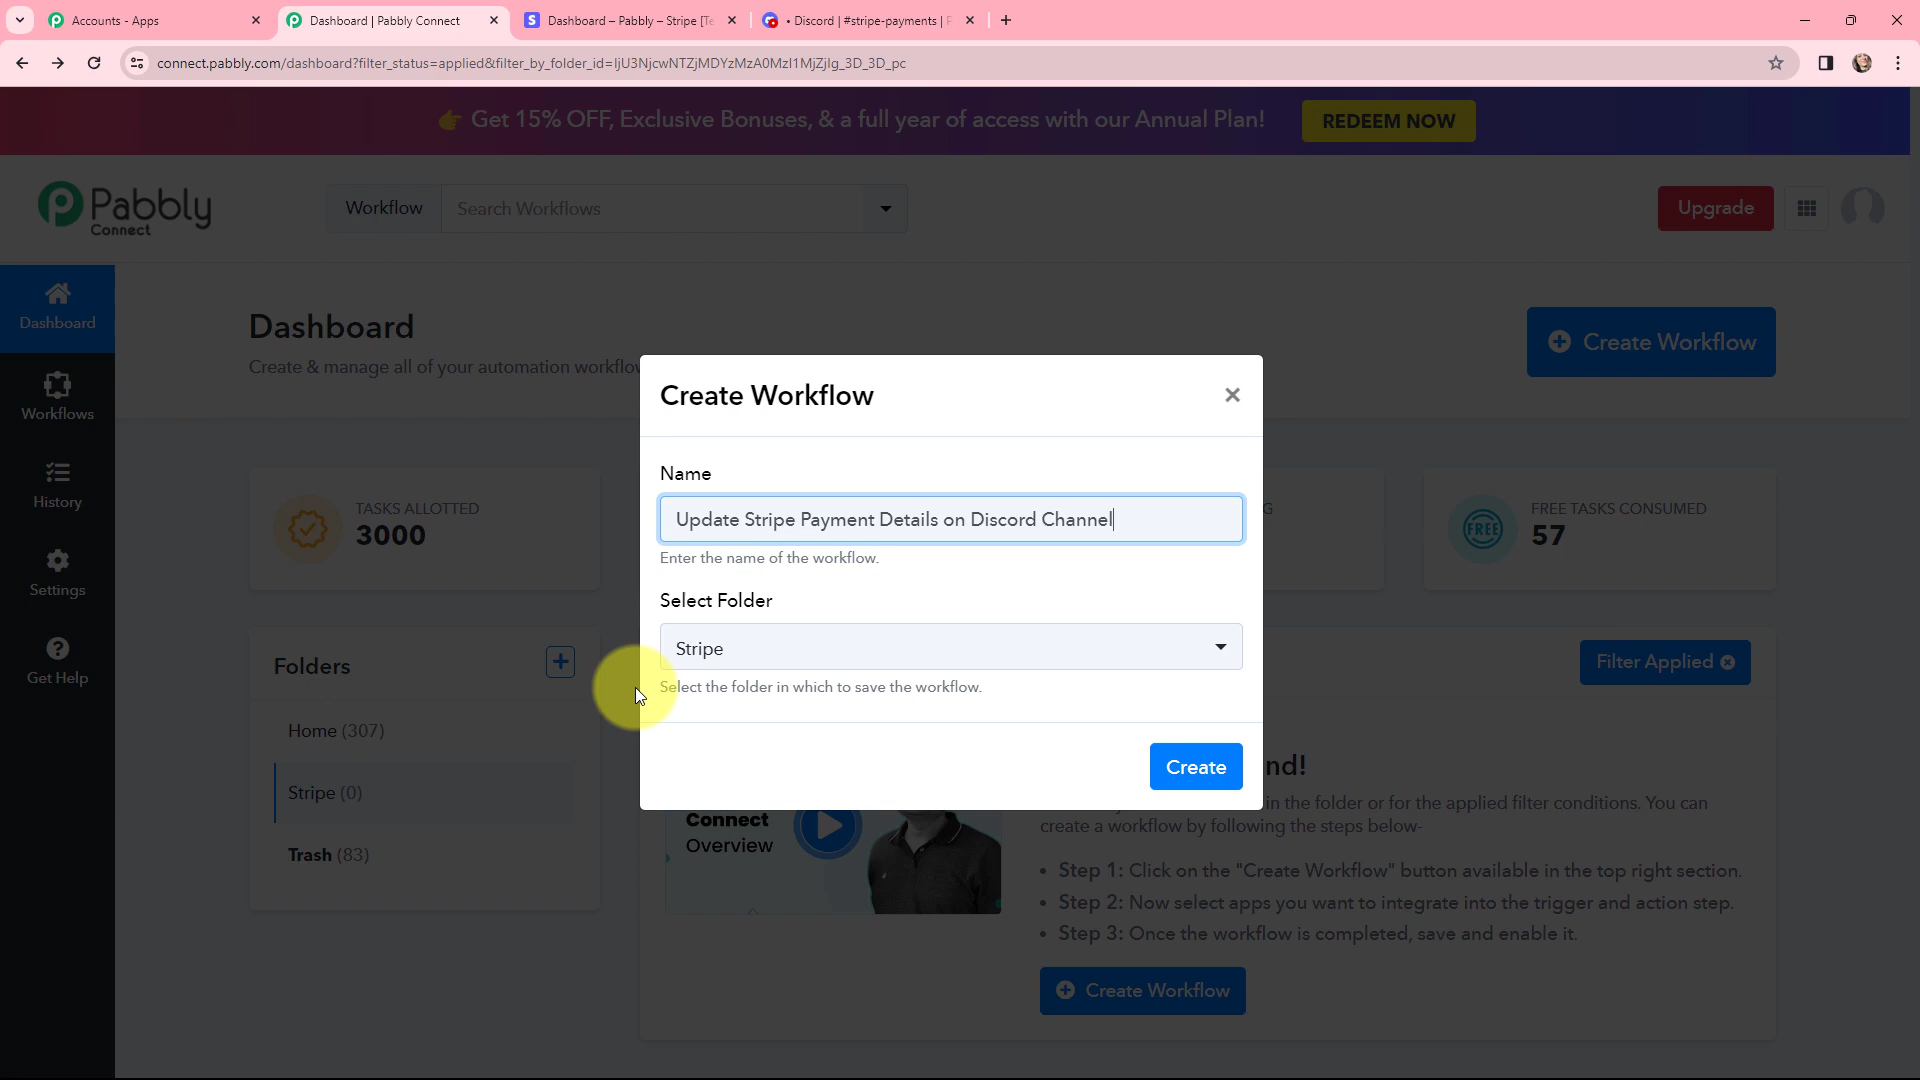 Accounts - Apps
Dashboard | Pabbly Connect
Dashboard – Pabbly – Stripe [Te
• Discord | #stripe-payments |
connect.pabbly.com/dashboard?filter_status=applied&filter_by_folder_id=IjU3NjcwNTZjMDYzMzA0MzI1MjZjIg_3D_3D_pc
👉 Get 15% OFF, Exclusive Bonuses, & a full year of access with our Annual Plan!
REDEEM NOW
Pabbly
Connect
Workflow
Search Workflows
Upgrade
Dashboard
Workflows
History
Settings
Get Help
Dashboard
Create & manage all of your automation workflow
Create Workflow
TASKS ALLOTTED
3000
G
FREE TASKS CONSUMED
FREE
57
Folders
Home (307)
Stripe (0)
Trash (83)
Filter Applied
Create Workflow
Name
Update Stripe Payment Details on Discord Channel
Enter the name of the workflow.
Select Folder
Stripe
Select the folder in which to save the workflow.
Create
Connect
Overview
nd!
in the folder or for the applied filter conditions. You can
create a workflow by following the steps below-
• Step 1: Click on the "Create Workflow" button available in the top right section.
• Step 2: Now select apps you want to integrate into the trigger and action step.
• Step 3: Once the workflow is completed, save and enable it.
Create Workflow